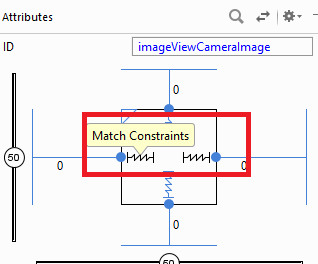 Attributes
ID imageViewCameraImage
0
Match Constraints
50 0 0
0
50